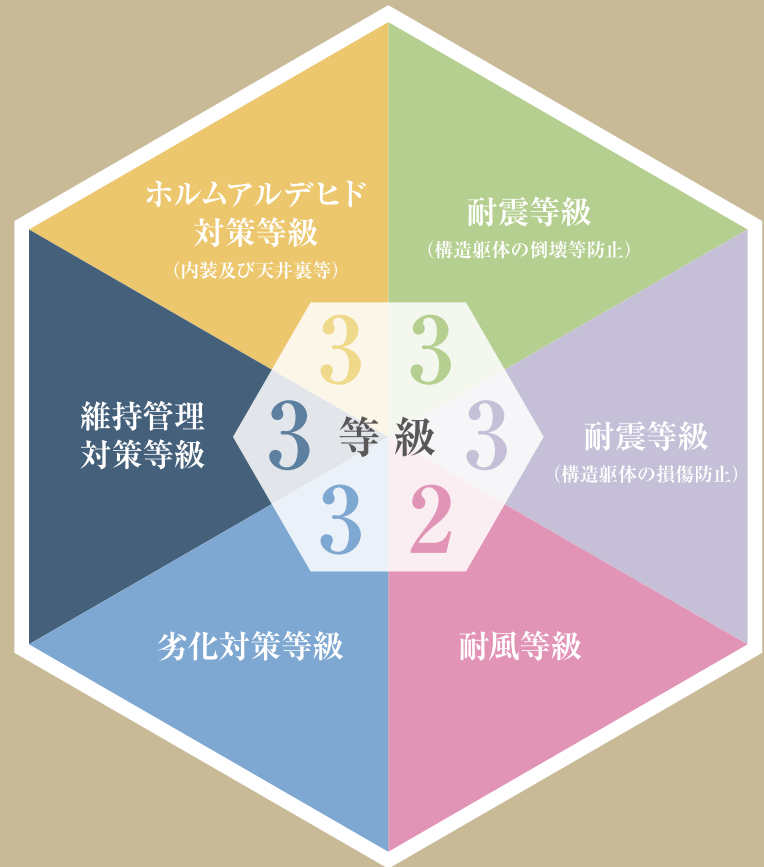 ホルムアルデヒド
対策等級
（内装及び天井裏等）
3
耐震等級
（構造躯体の倒壊等防止）
3
維持管理
対策等級
3
等級
3
耐震等級
（構造躯体の損傷防止）
3
2
劣化対策等級
耐風等級